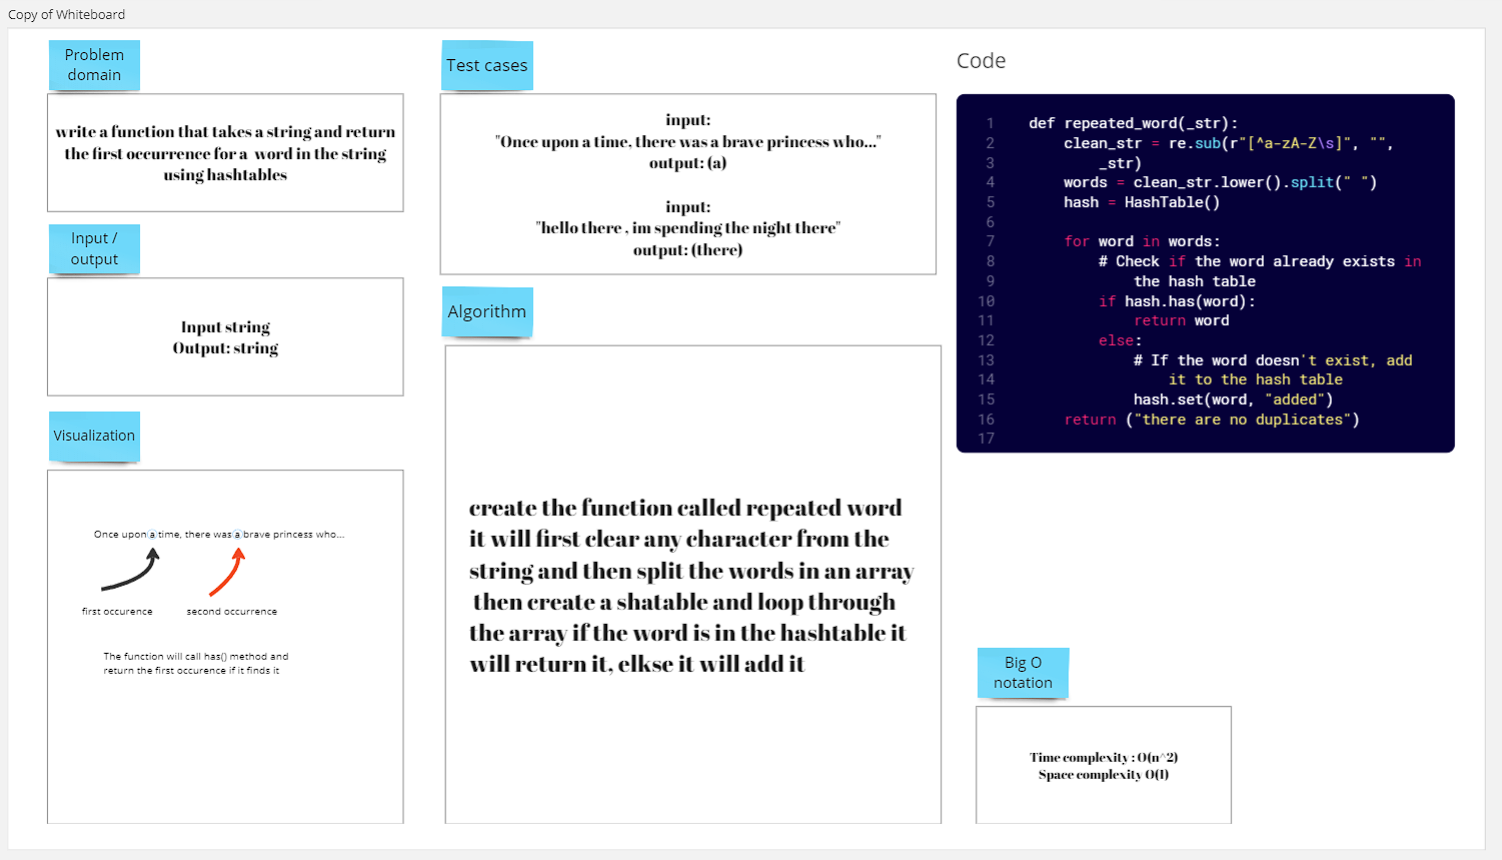 Copy of Whiteboard
Problem
domain
write a function that takes a string and return
the first occurrence for a word in the string
using hashtables
Input /
output
Input string
Output: string
Visualization
Once upon a time, there was a brave princess who...
first occurence
second occurrence
The function will call has() method and
return the first occurence if it finds it
Test cases
input:
"Once upon a time, there was a brave princess who..."
output: (a)
input:
"hello there , im spending the night there"
output: (there)
Algorithm
create the function called repeated word
it will first clear any character from the
string and then split the words in an array
then create a shatable and loop through
the array if the word is in the hashtable it
will return it, elkse it will add it
Code
1 def repeated_word(_str):
2 clean_str = re.sub(r"[^a-zA-Z\s]", "",
3 _str)
4 words = clean_str.lower().split(" ")
5 hash = HashTable()
6
7 for word in words:
8 # Check if the word already exists in
9 the hash table
10 if hash.has(word):
11 return word
12 else:
13 # If the word doesn't exist, add
14 it to the hash table
15 hash.set(word, "added")
16 return ("there are no duplicates")
17
Big O
notation
Time complexity : O(n^2)
Space complexity O(1)